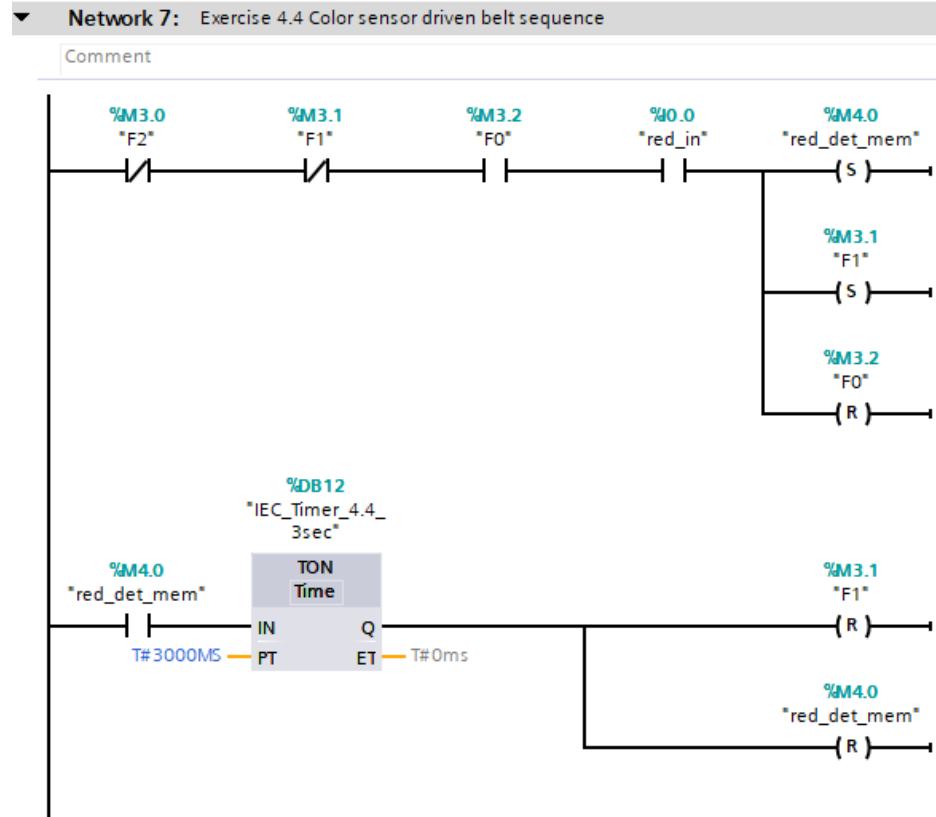 Network 7: Exercise 4.4 Color sensor driven belt sequence
Comment
%M3.0 %M3.1 %M3.2 %I0.0 %M4.0
"F2" "F1" "F0" "red_in" "red_det_mem"
S
%M3.1
"F1"
S
%M3.2
"F0"
R
%DB12
"IEC_Timer_4.4_
3sec"
%M4.0 TON %M3.1
"red_det_mem" Time "F1"
IN Q R
T#3000MS PT ET T#0ms
%M4.0
"red_det_mem"
R